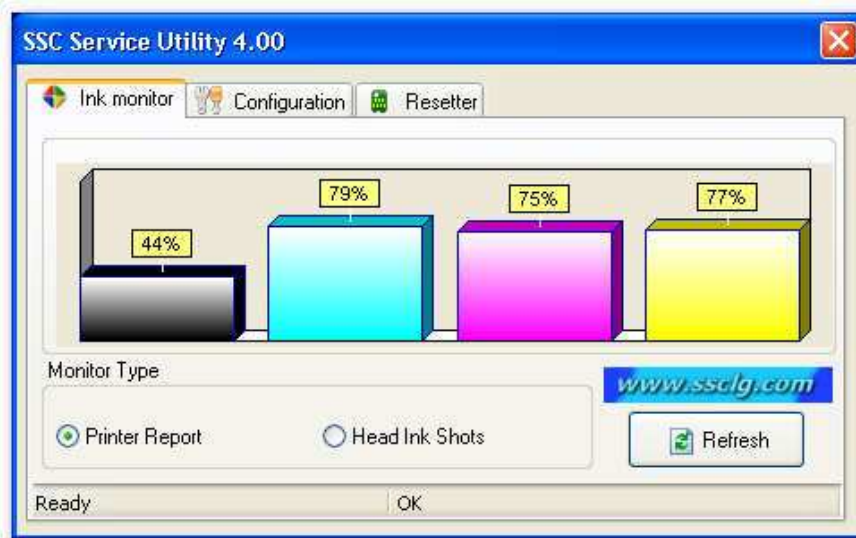 SSC Service Utility 4.00
Ink monitor Configuration Resetter
44% 79% 75% 77%
Monitor Type
www.ssclg.com
Printer Report Head Ink Shots Refresh
Ready OK